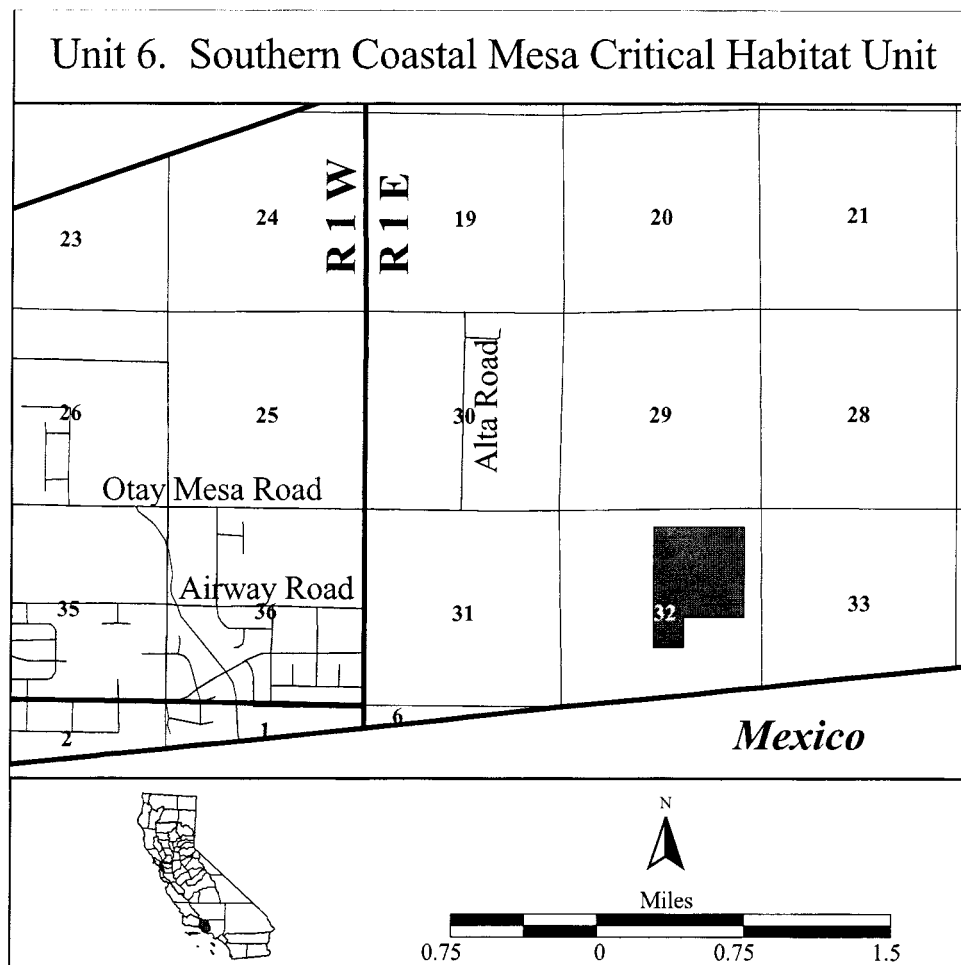 Unit 6. Southern Coastal Mesa Critical Habitat Unit
R 1 W
R 1 E
23
24
19
20
21
26
25
30
29
28
Alta Road
Otay Mesa Road
Airway Road
35
36
31
32
33
2
1
6
Mexico
N
Miles
0.75
0
0.75
1.5